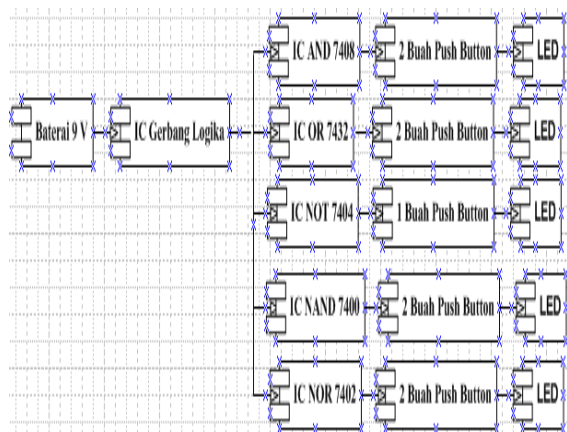 IC AND 7408
2 Buah Push Button
LED
Baterai 9 V
IC Gerbang Logika
IC OR 7432
2 Buah Push Button
LED
IC NOT 7404
1 Buah Push Button
LED
IC NAND 7400
2 Buah Push Button
LED
IC NOR 7402
2 Buah Push Button
LED